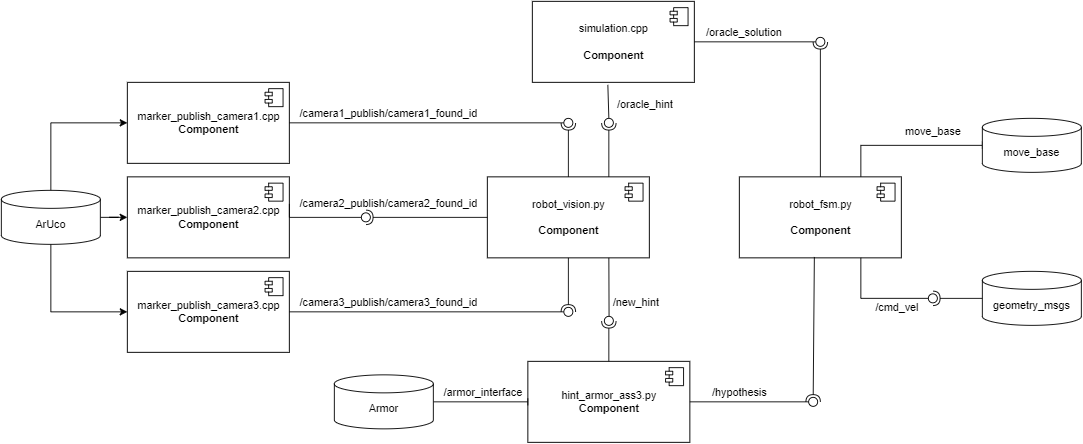 simulation.cpp
Component
/oracle_solution
/oracle_hint
marker_publish_camera1.cpp
Component
/camera1_publish/camera1_found_id
move_base
move_base
ArUco
marker_publish_camera2.cpp
Component
/camera2_publish/camera2_found_id
robot_vision.py
Component
robot_fsm.py
Component
marker_publish_camera3.cpp
Component
/camera3_publish/camera3_found_id
/new_hint
/cmd_vel
geometry_msgs
Armor
/armor_interface
hint_armor_ass3.py
Component
/hypothesis